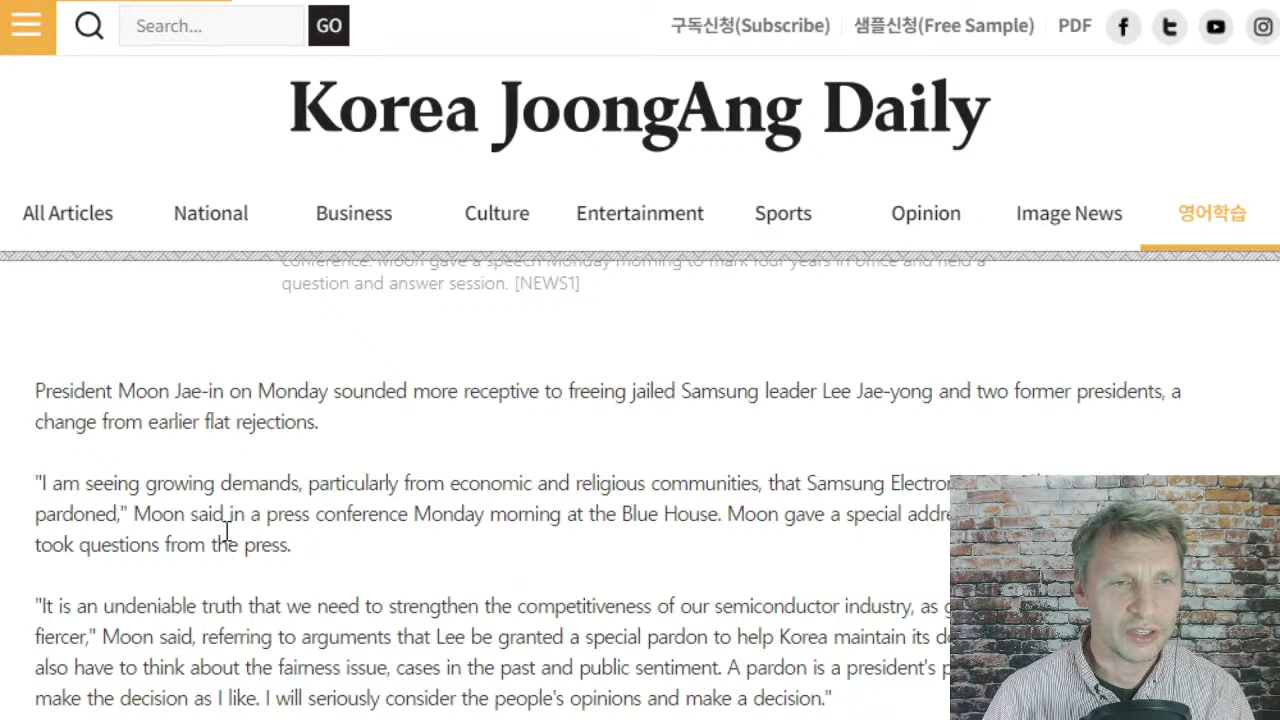 Search...
GO
구독신청(Subscribe)
샘플신청(Free Sample)
PDF
Korea JoongAng Daily
All Articles
National
Business
Culture
Entertainment
Sports
Opinion
Image News
영어학습
conference. Moon gave a speech Monday morning to mark four years in office and held a
question and answer session. [NEWS1]
President Moon Jae-in on Monday sounded more receptive to freeing jailed Samsung leader Lee Jae-yong and two former presidents, a
change from earlier flat rejections.
"I am seeing growing demands, particularly from economic and religious communities, that Samsung Electron
pardoned," Moon said in a press conference Monday morning at the Blue House. Moon gave a special addre
took questions from the press.
"It is an undeniable truth that we need to strengthen the competitiveness of our semiconductor industry, as g
fiercer," Moon said, referring to arguments that Lee be granted a special pardon to help Korea maintain its do
also have to think about the fairness issue, cases in the past and public sentiment. A pardon is a president's p
make the decision as I like. I will seriously consider the people's opinions and make a decision."